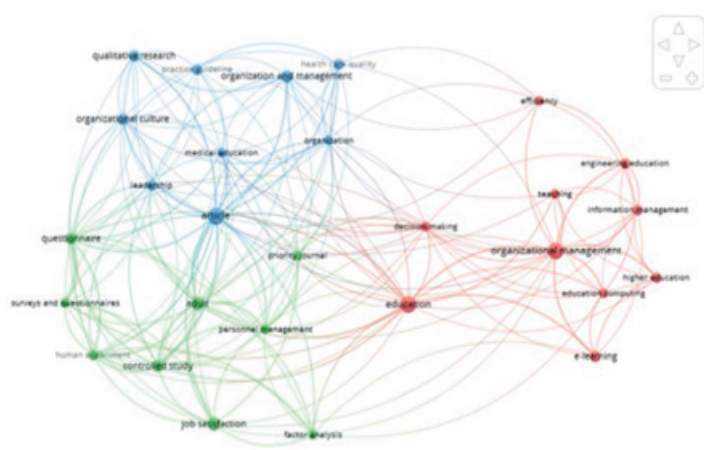 qualitative research
practice guideline
health care quality
organization and management
efficiency
organizational culture
organization
medical education
engineering education
leadership
teaching
information management
article
decision making
questionnaire
organizational management
priority journal
higher education
education computing
surveys and questionnaires
adult
education
personnel management
human experiment
controlled study
e-learning
job satisfaction
factor analysis